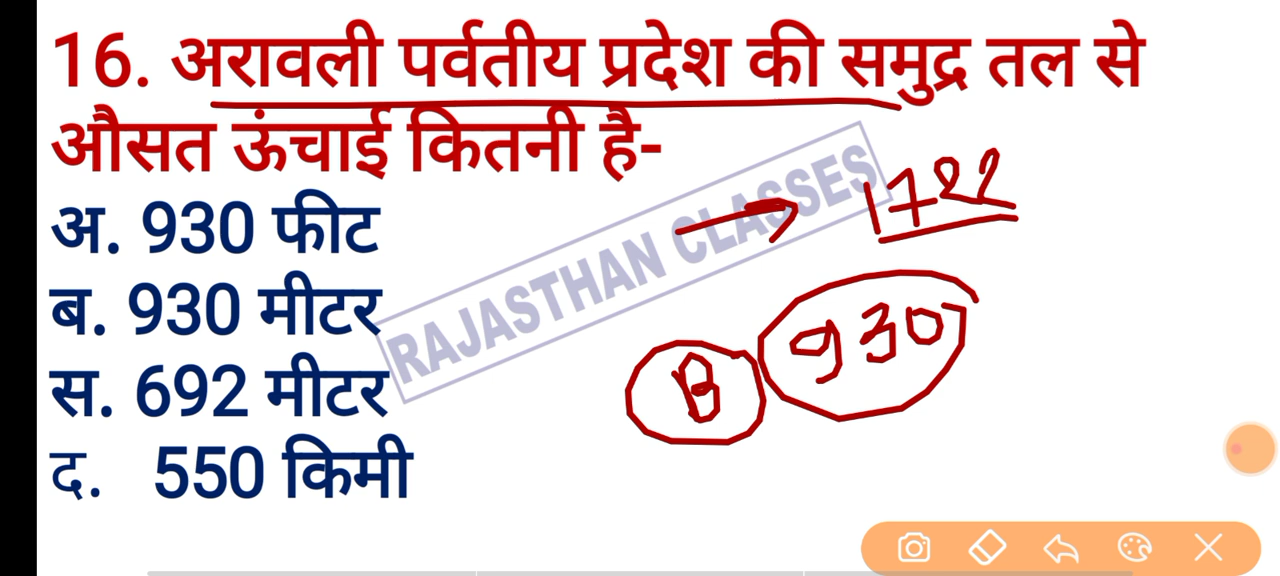 16. अरावली पर्वतीय प्रदेश की समुद्र तल से
औसत ऊंचाई कितनी है-
अ. 930 फीट
ब. 930 मीटर
स. 692 मीटर
द. 550 किमी
RAJASTHAN CLASSES
1722
B
930